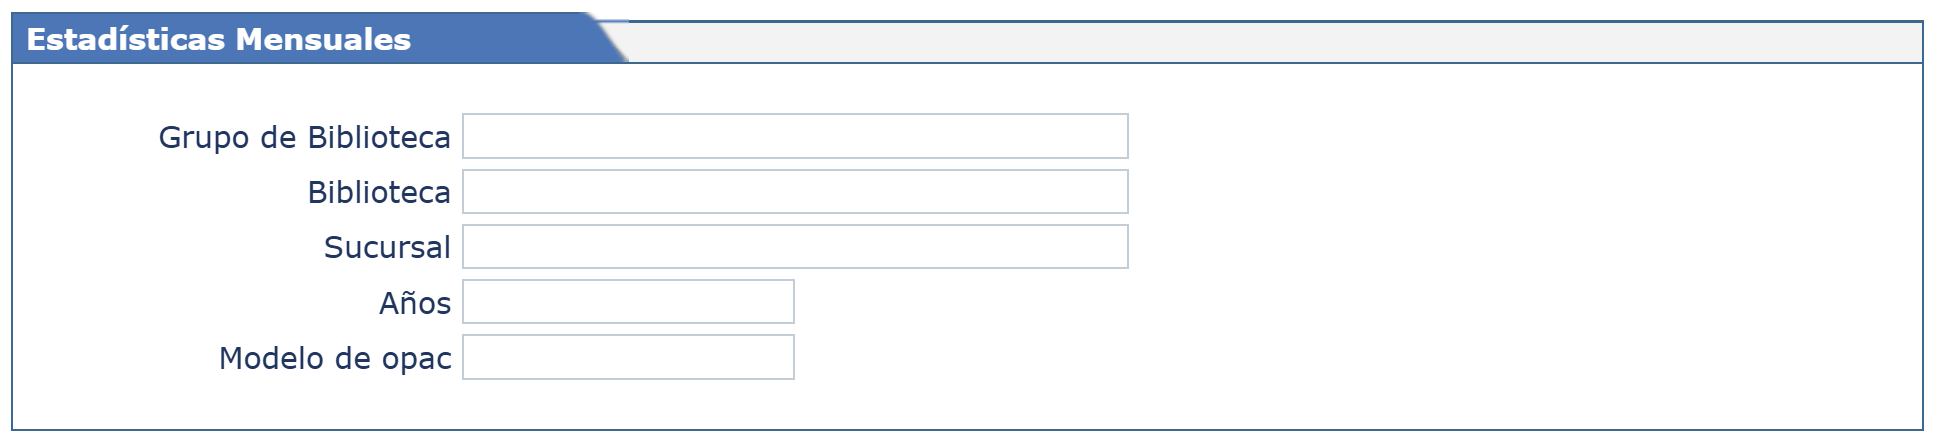 Estadísticas Mensuales
Grupo de Biblioteca
Biblioteca
Sucursal
Años
Modelo de opac